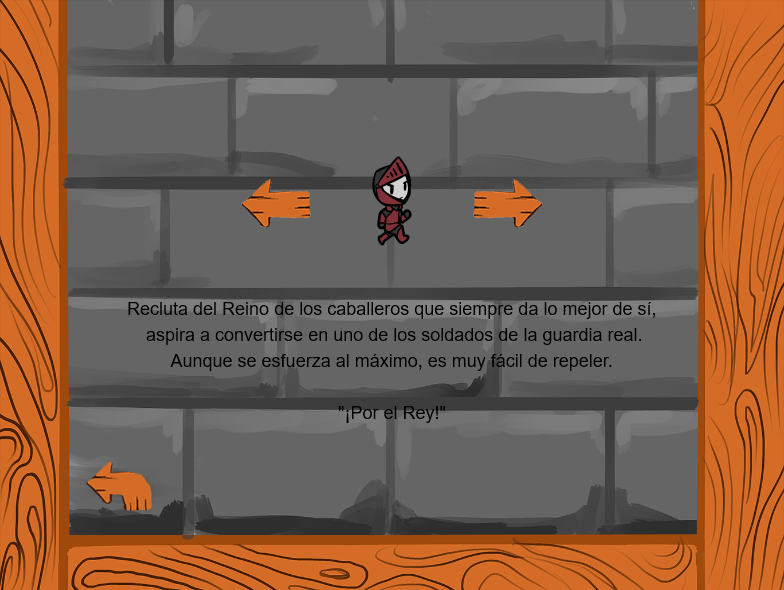 Recluta del Reino de los caballeros que siempre da lo mejor de sí,
aspira a convertirse en uno de los soldados de la guardia real.
Aunque se esfuerza al máximo, es muy fácil de repeler.
"¡Por el Rey!"